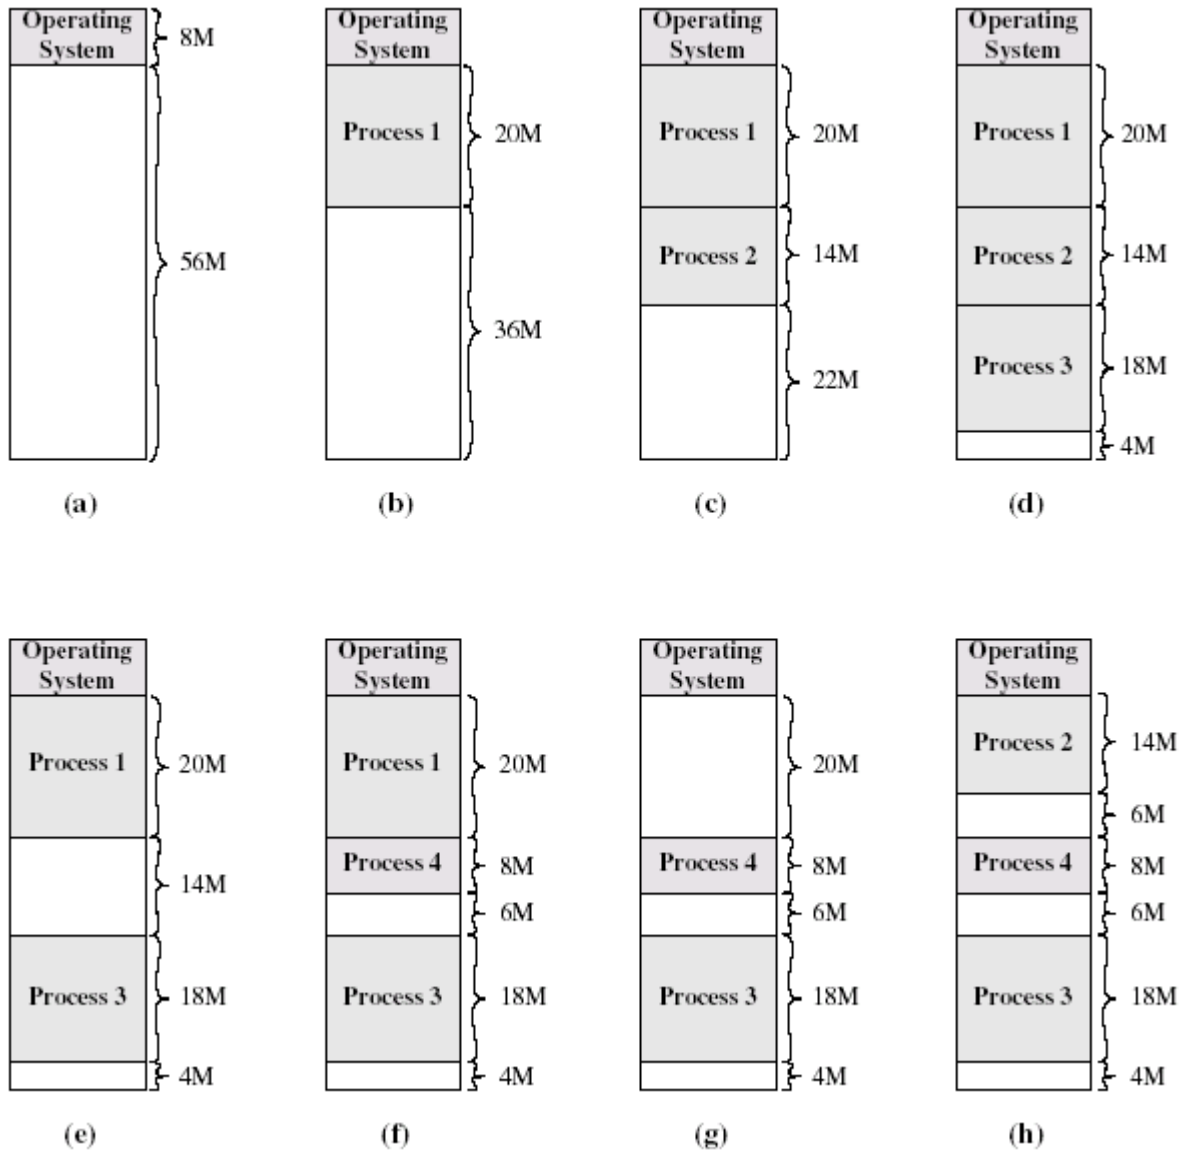 Operating
System
8M
56M
(a)
Operating
System
Process 1
20M
36M
(b)
Operating
System
Process 1
20M
Process 2
14M
22M
(c)
Operating
System
Process 1
20M
Process 2
14M
Process 3
18M
4M
(d)
Operating
System
Process 1
20M
14M
Process 3
18M
4M
(e)
Operating
System
Process 1
20M
Process 4
8M
6M
Process 3
18M
4M
(f)
Operating
System
20M
Process 4
8M
6M
Process 3
18M
4M
(g)
Operating
System
Process 2
14M
6M
Process 4
8M
6M
Process 3
18M
4M
(h)